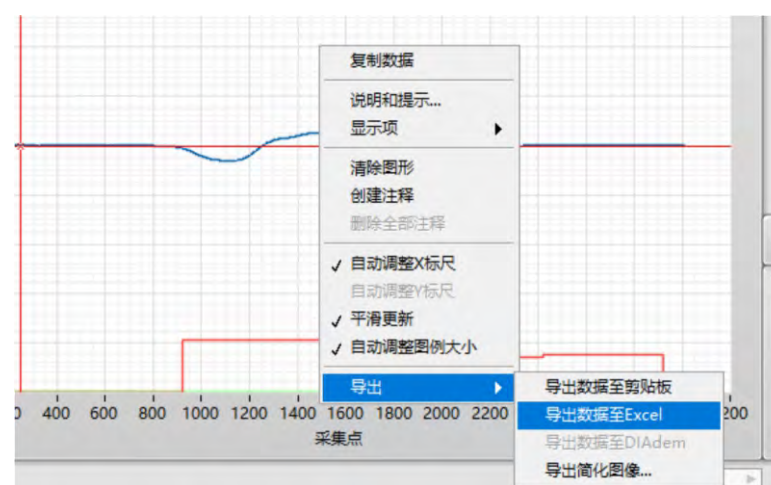 复制数据
说明和提示...
显示项
清除图形
创建注释
删除全部注释
自动调整X标尺
自动调整Y标尺
平滑更新
自动调整图例大小
导出
导出数据至剪贴板
导出数据至Excel
导出数据至DIAdem
导出简化图像...
400 600 800 1000 1200 1400 1600 1800 2000 2200
采集点